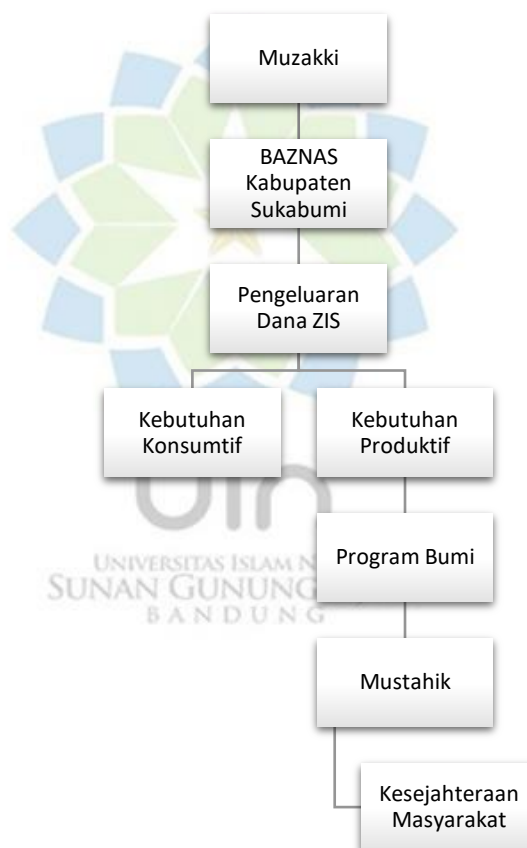 Muzakki
BAZNAS
Kabupaten
Sukabumi
Pengeluaran
Dana ZIS
Kebutuhan
Konsumtif
Kebutuhan
Produktif
uin
Program Bumi
UNIVERSITAS ISLAM
SUNAN GUNUNG
BANDUNG
Mustahik
Kesejahteraan
Masyarakat